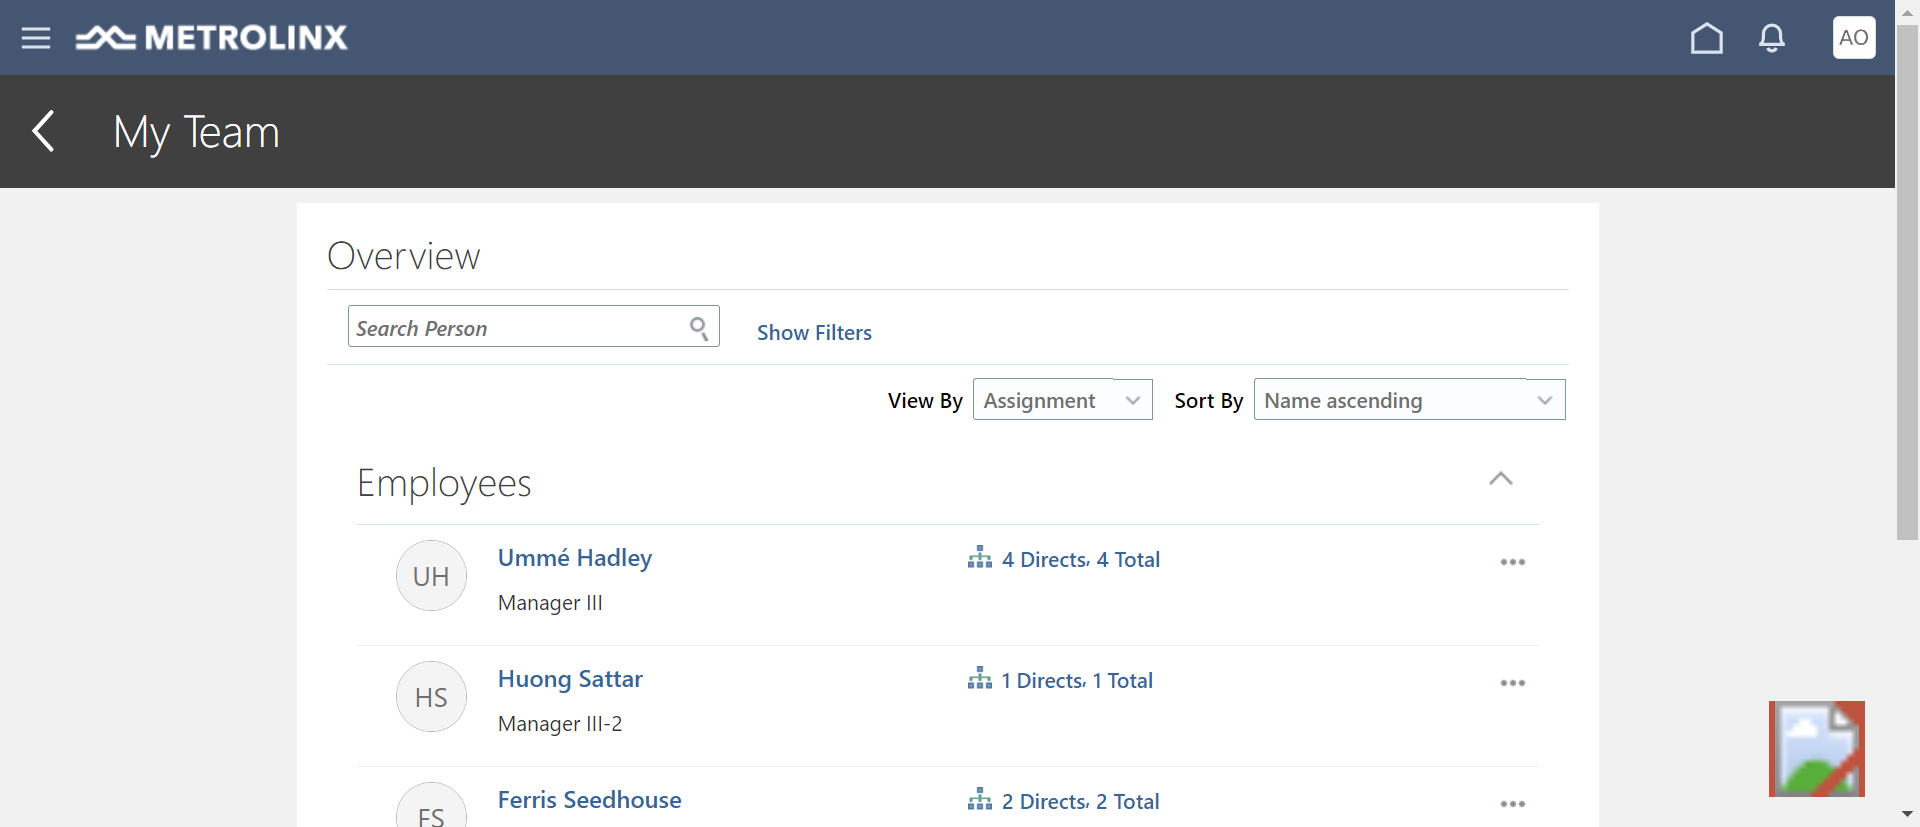 METROLINX
AO
My Team
Overview
Search Person
Show Filters
View By
Assignment
Sort By
Name ascending
Employees
UH
Ummé Hadley
4 Directs, 4 Total
Manager III
HS
Huong Sattar
1 Directs, 1 Total
Manager III-2
FS
Ferris Seedhouse
2 Directs, 2 Total